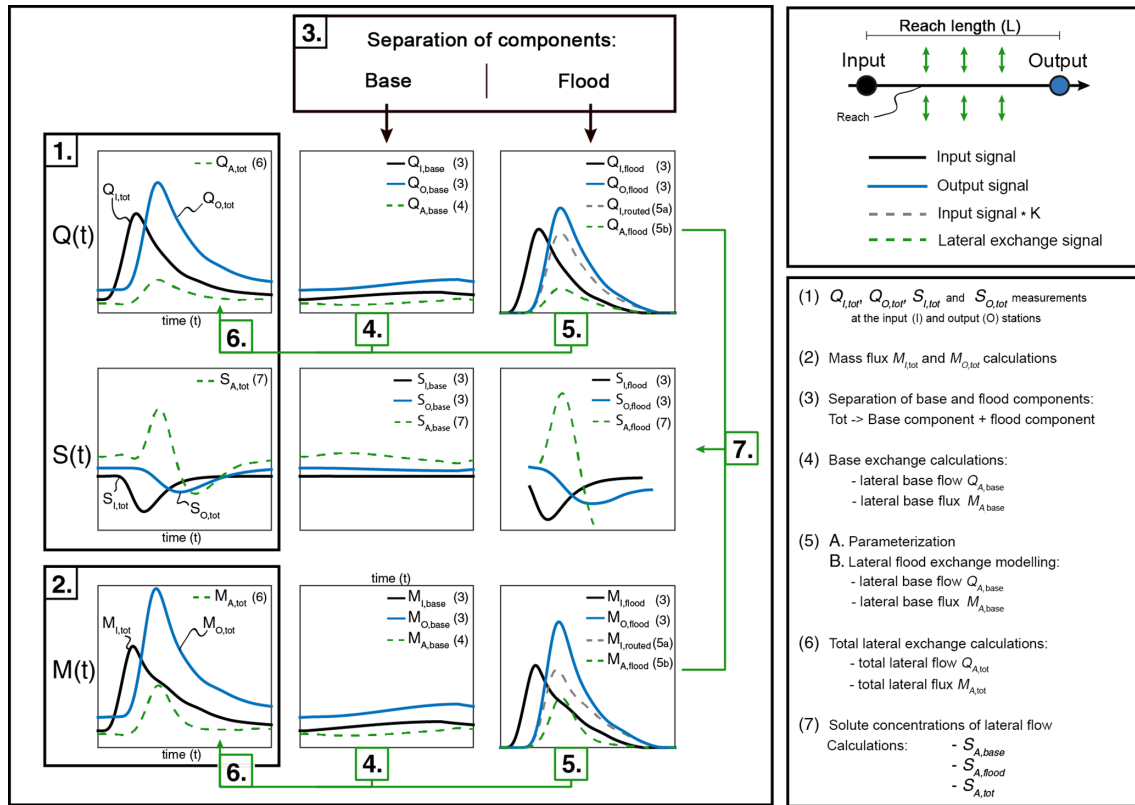 3.
Separation of components:
Base
Flood
1.
Q(t)
Q_A,tot (6)
Q_I,tot
Q_O,tot
time (t)
Q_I,base (3)
Q_O,base (3)
Q_A,base (4)
Q_I,flood (3)
Q_O,flood (3)
Q_I,routed (5a)
Q_A,flood (5b)
6.
4.
5.
S(t)
S_A,tot (7)
S_I,tot
S_O,tot
time (t)
S_I,base (3)
S_O,base (3)
S_A,base (7)
S_I,flood (3)
S_O,flood (3)
S_A,flood (7)
7.
2.
M(t)
M_A,tot (6)
M_I,tot
M_O,tot
time (t)
time (t)
M_I,base (3)
M_O,base (3)
M_A,base (4)
M_I,flood (3)
M_O,flood (3)
M_I,routed (5a)
M_A,flood (5b)
6.
4.
5.
Reach length (L)
Input
Output
Reach
Input signal
Output signal
Input signal * K
Lateral exchange signal
(1) Q_I,tot, Q_O,tot, S_I,tot and S_O,tot measurements
at the input (I) and output (O) stations
(2) Mass flux M_I,tot and M_O,tot calculations
(3) Separation of base and flood components:
Tot -> Base component + flood component
(4) Base exchange calculations:
- lateral base flow Q_A,base
- lateral base flux M_A,base
(5) A. Parameterization
B. Lateral flood exchange modelling:
- lateral base flow Q_A,base
- lateral base flux M_A,base
(6) Total lateral exchange calculations:
- total lateral flow Q_A,tot
- total lateral flux M_A,tot
(7) Solute concentrations of lateral flow
Calculations: - S_A,base
- S_A,flood
- S_A,tot